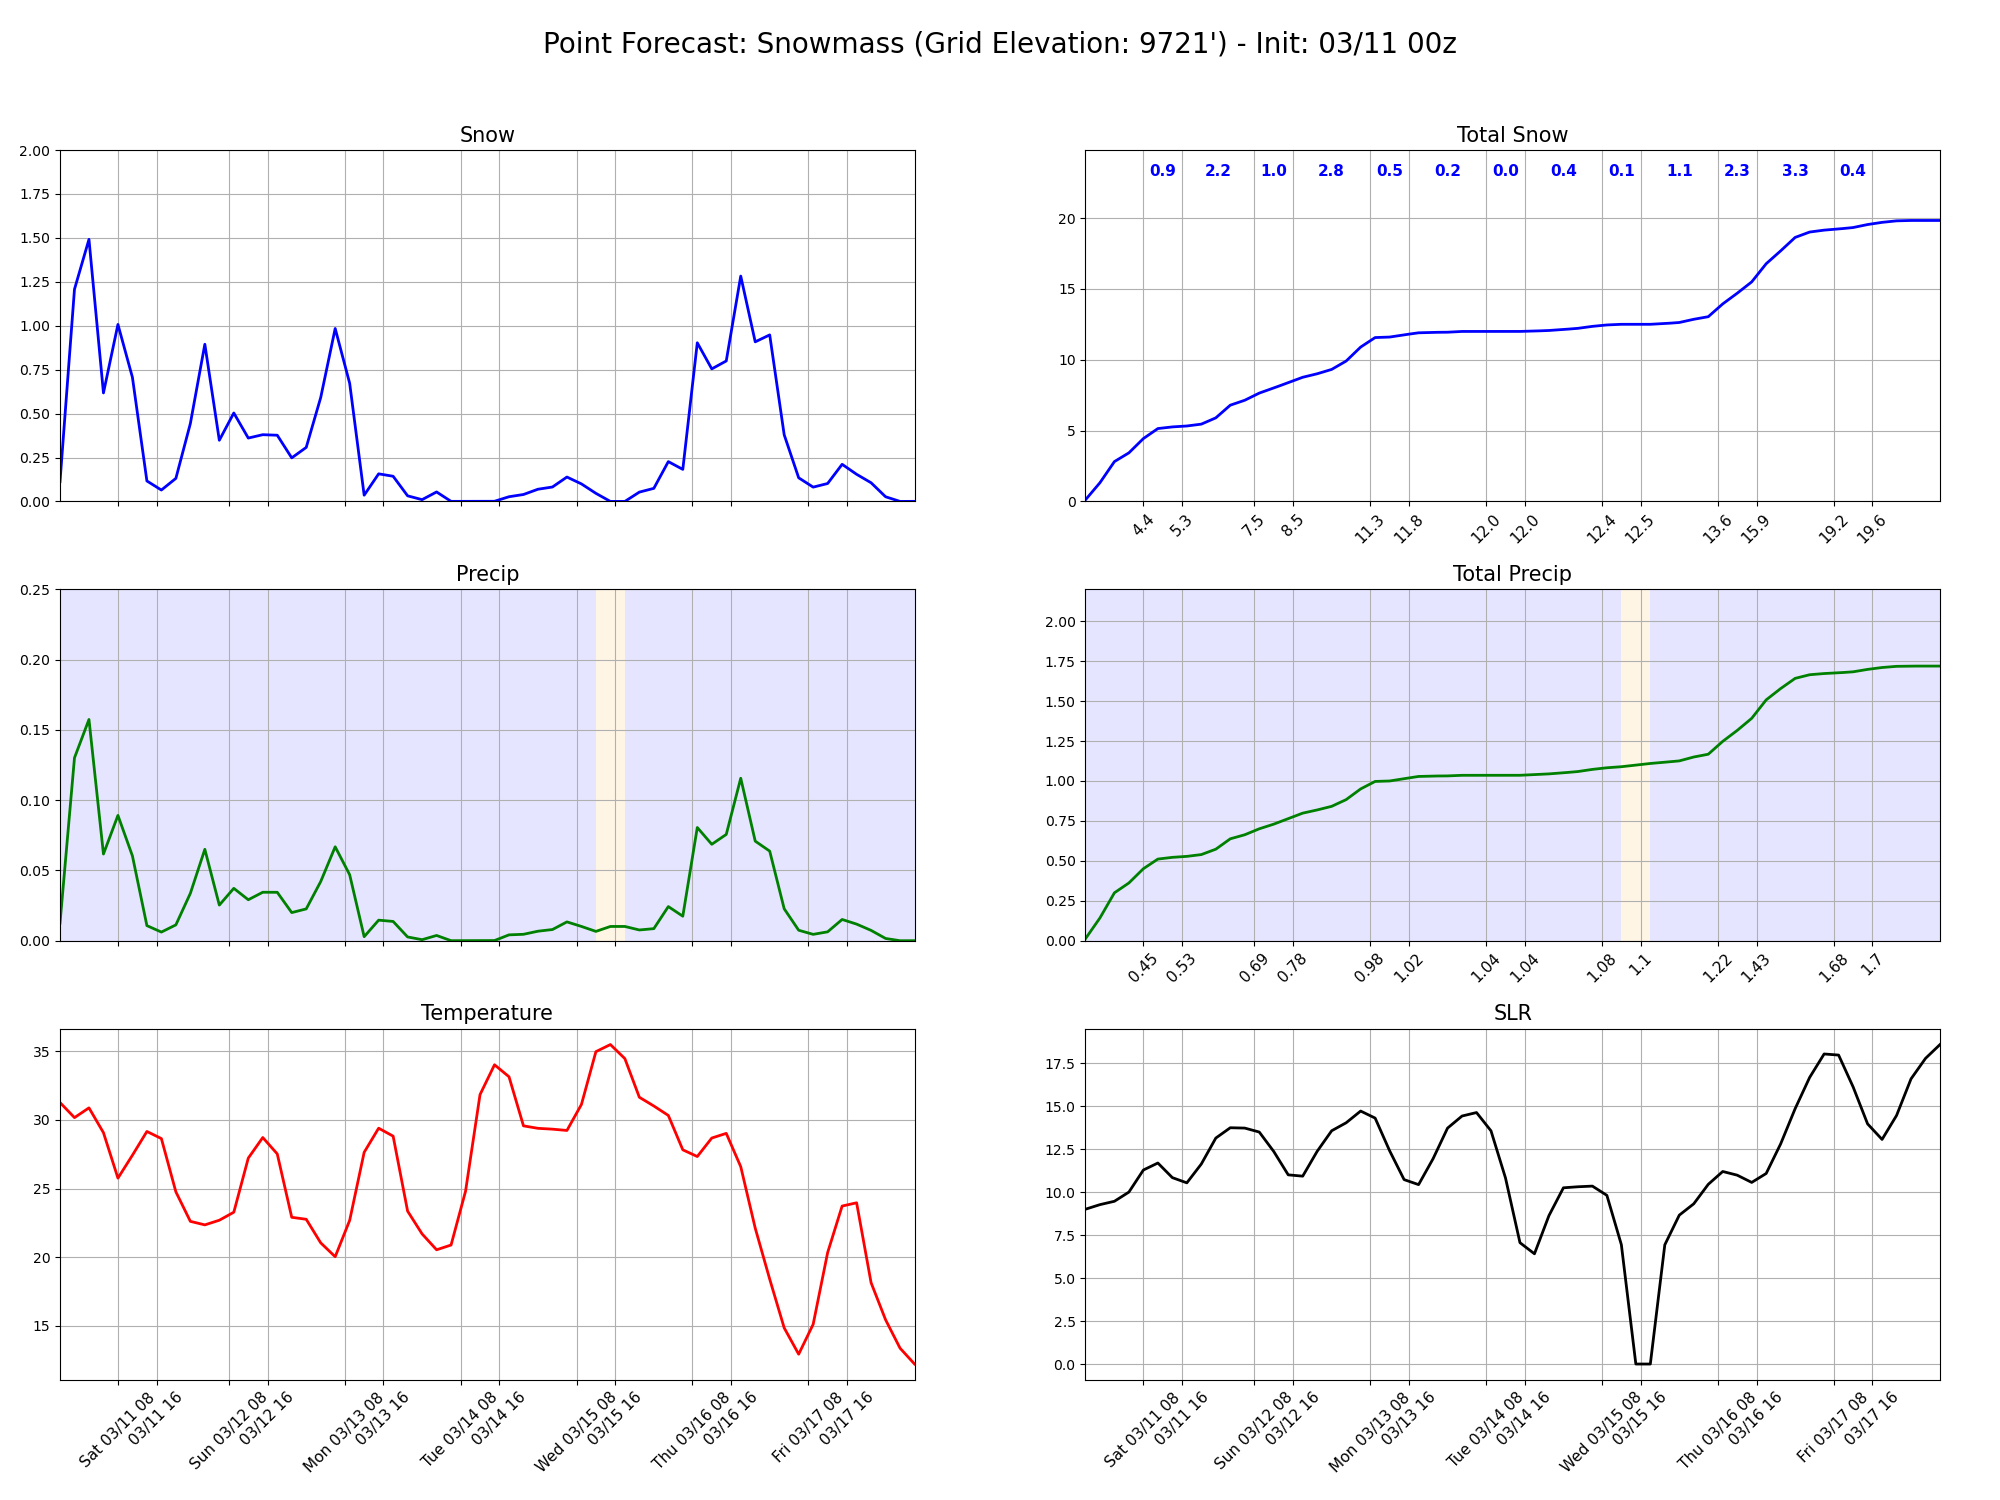 Point Forecast: Snowmass (Grid Elevation: 9721') - Init: 03/11 00z
Snow
2.00
1.75
1.50
1.25
1.00
0.75
0.50
0.25
0.00
Total Snow
0.9 2.2 1.0 2.8 0.5 0.2 0.0 0.4 0.1 1.1 2.3 3.3 0.4
20
15
10
5
0
4.4 5.3 7.5 8.5 11.3 11.8 12.0 12.0 12.4 12.5 13.6 15.9 19.2 19.6
Precip
0.25
0.20
0.15
0.10
0.05
0.00
Total Precip
2.00
1.75
1.50
1.25
1.00
0.75
0.50
0.25
0.00
0.45 0.53 0.69 0.78 0.98 1.02 1.04 1.04 1.08 1.1 1.22 1.43 1.68 1.7
Temperature
35
30
25
20
15
Sat 03/11 08
03/11 16
Sun 03/12 08
03/12 16
Mon 03/13 08
03/13 16
Tue 03/14 08
03/14 16
Wed 03/15 08
03/15 16
Thu 03/16 08
03/16 16
Fri 03/17 08
03/17 16
SLR
17.5
15.0
12.5
10.0
7.5
5.0
2.5
0.0
Sat 03/11 08
03/11 16
Sun 03/12 08
03/12 16
Mon 03/13 08
03/13 16
Tue 03/14 08
03/14 16
Wed 03/15 08
03/15 16
Thu 03/16 08
03/16 16
Fri 03/17 08
03/17 16